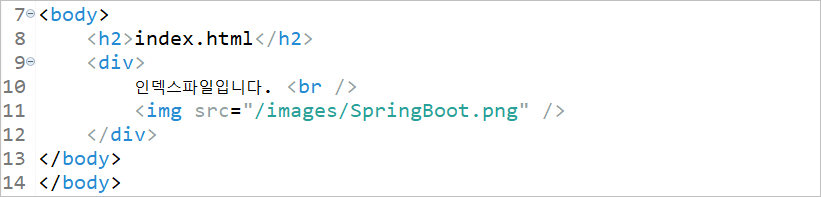 7 <body>
8     <h2>index.html</h2>
9     <div>
10         인덱스파일입니다. <br />
11         <img src="/images/SpringBoot.png" />
12     </div>
13 </body>
14 </body>